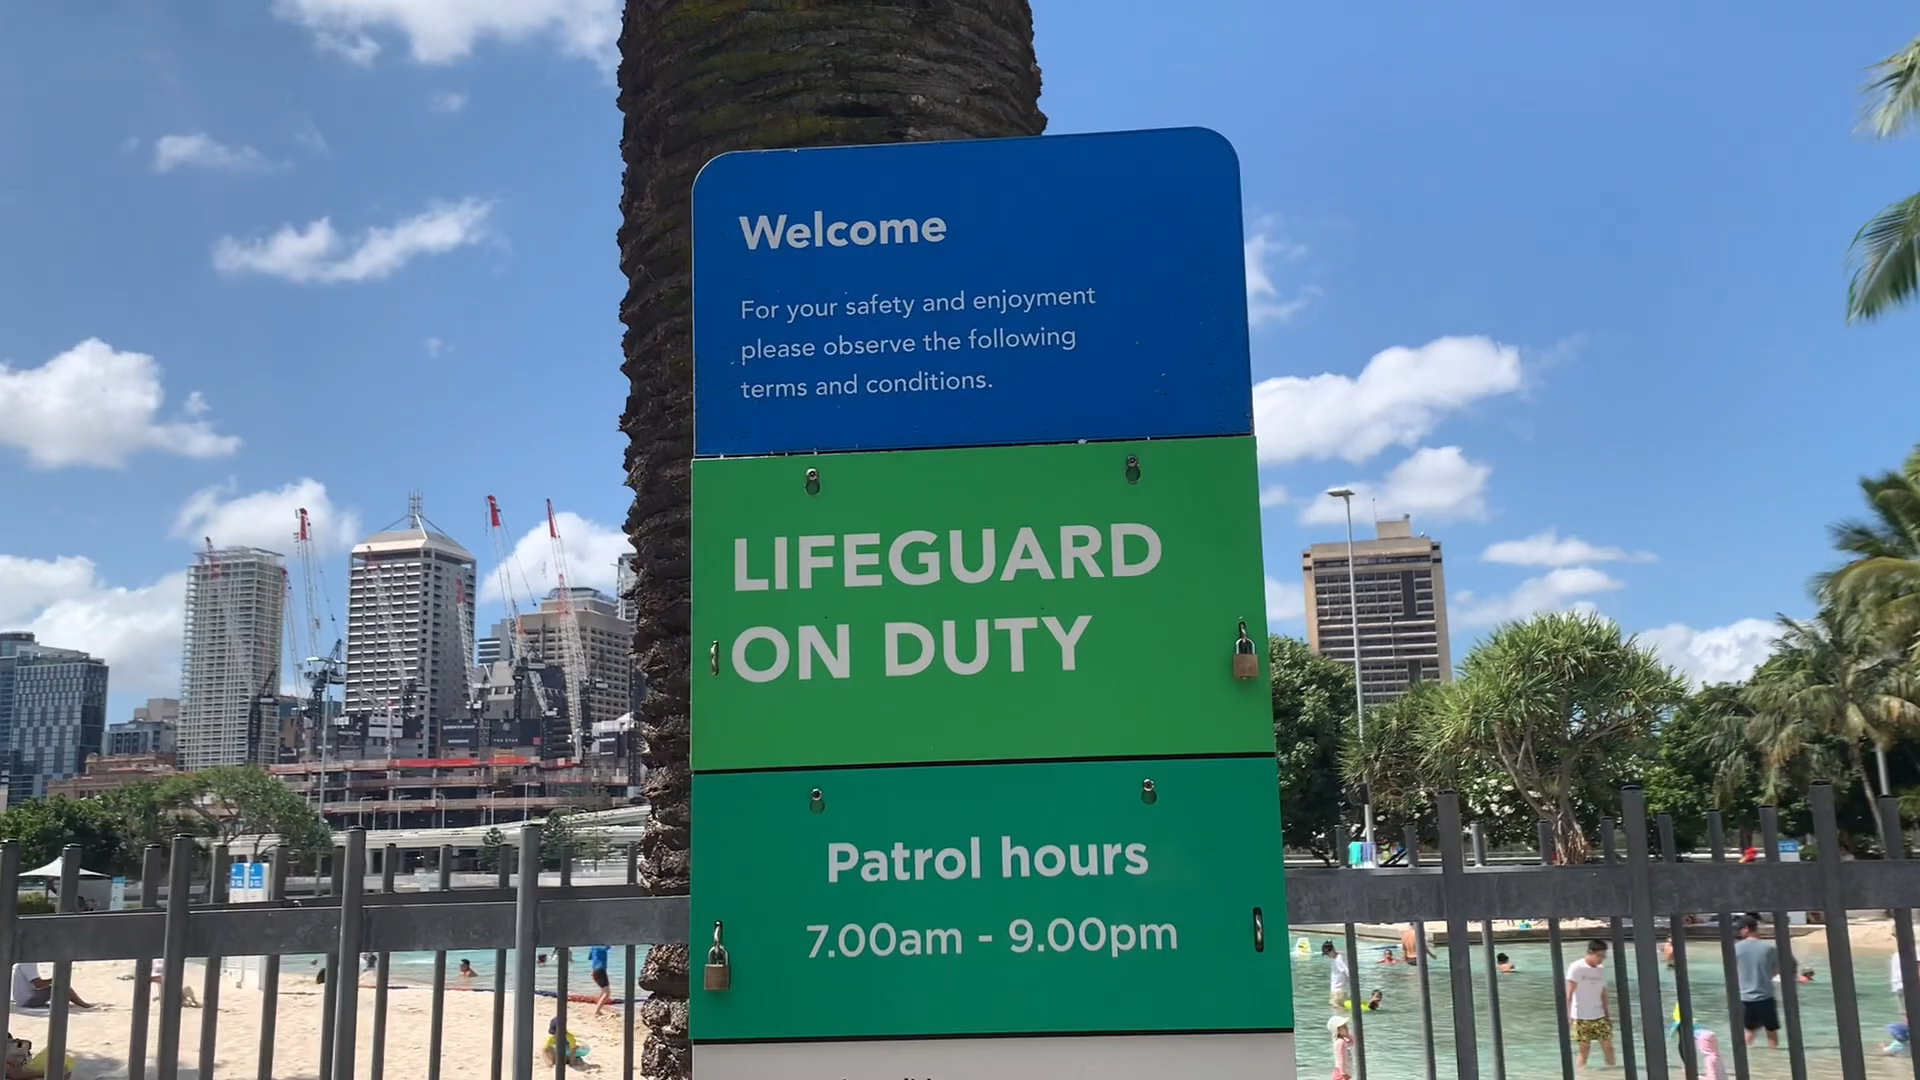 Welcome
For your safety and enjoyment
please observe the following
terms and conditions.
LIFEGUARD
ON DUTY
Patrol hours
7.00am - 9.00pm